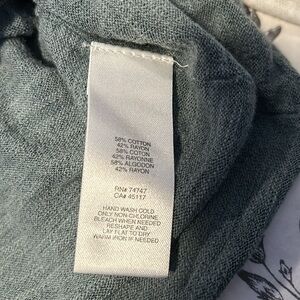 58% COTTON
42% RAYON
58% COTON
42% RAYONNE
58% ALGODON
42% RAYON
RN# 74747
CA# 45117
HAND WASH COLD
ONLY NON-CHLORINE
BLEACH WHEN NEEDED
RESHAPE AND
LAY FLAT TO DRY
WARM IRON IF NEEDED